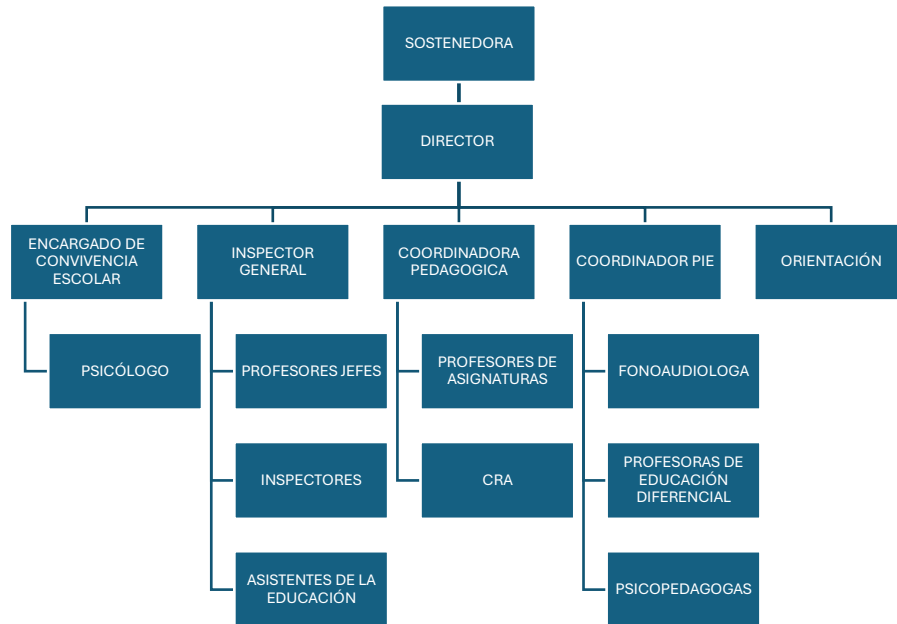 SOSTENEDORA
DIRECTOR
ENCARGADO DE
CONVIVENCIA
ESCOLAR
INSPECTOR
GENERAL
COORDINADORA
PEDAGOGICA
COORDINADOR PIE
ORIENTACIÓN
PSICÓLOGO
PROFESORES JEFES
PROFESORES DE
ASIGNATURAS
FONOAUDIOLOGA
INSPECTORES
CRA
PROFESORAS DE
EDUCACIÓN
DIFERENCIAL
ASISTENTES DE LA
EDUCACIÓN
PSICOPEDAGOGAS